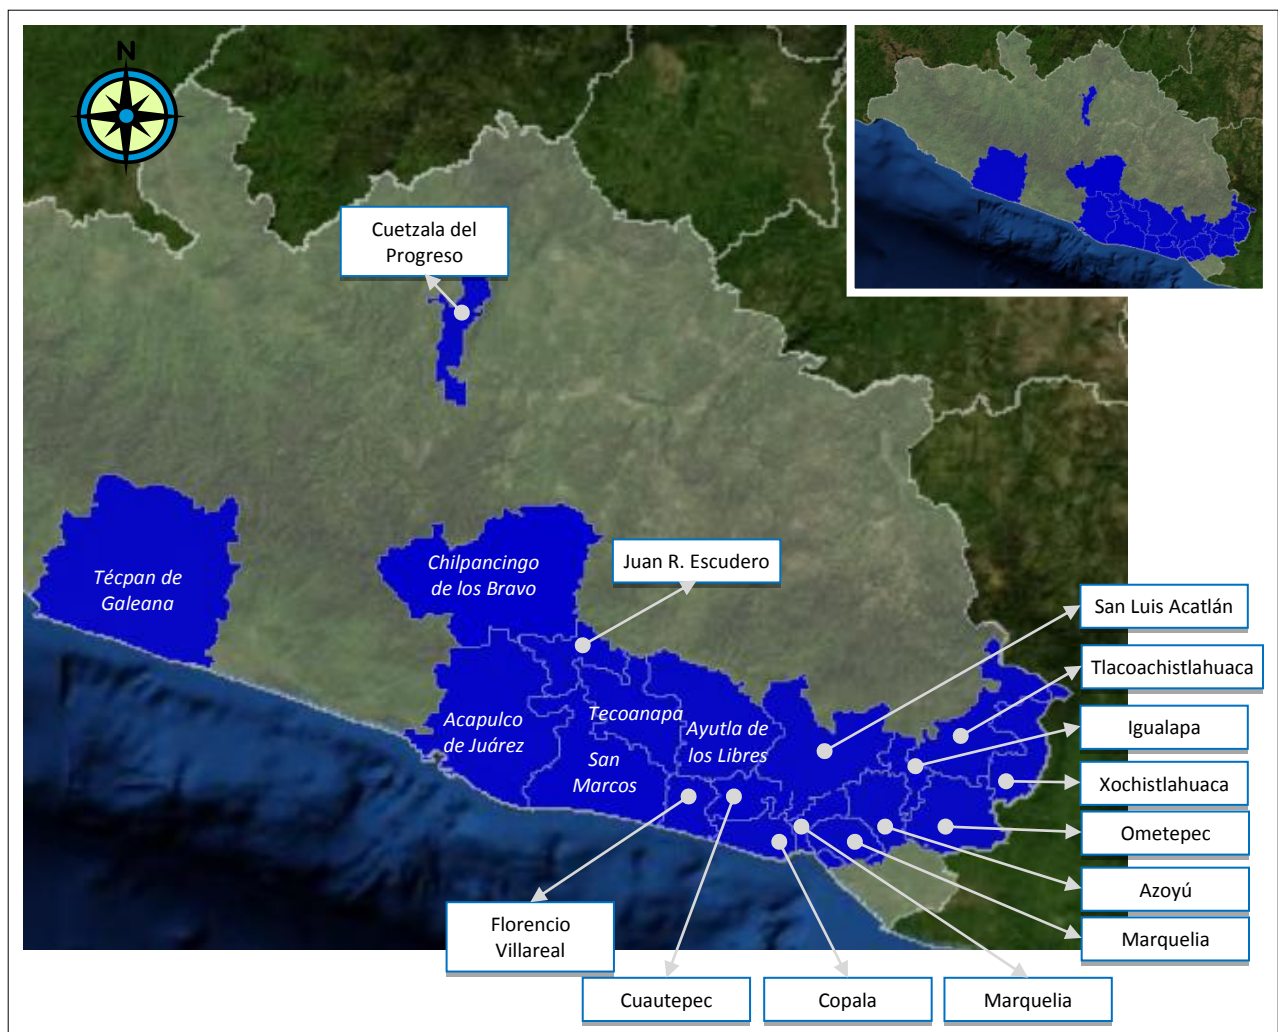 N
Cuetzala del
Progreso
Técpan de
Galeana
Chilpancingo
de los Bravo
Juan R. Escudero
San Luis Acatlán
Tlacoachistlahuaca
Igualapa
Xochistlahuaca
Ometepec
Azoyú
Marquelia
Acapulco
de Juárez
Tecoanapa
San
Marcos
Ayutla de
los Libres
Florencio
Villareal
Cuautepec
Copala
Marquelia